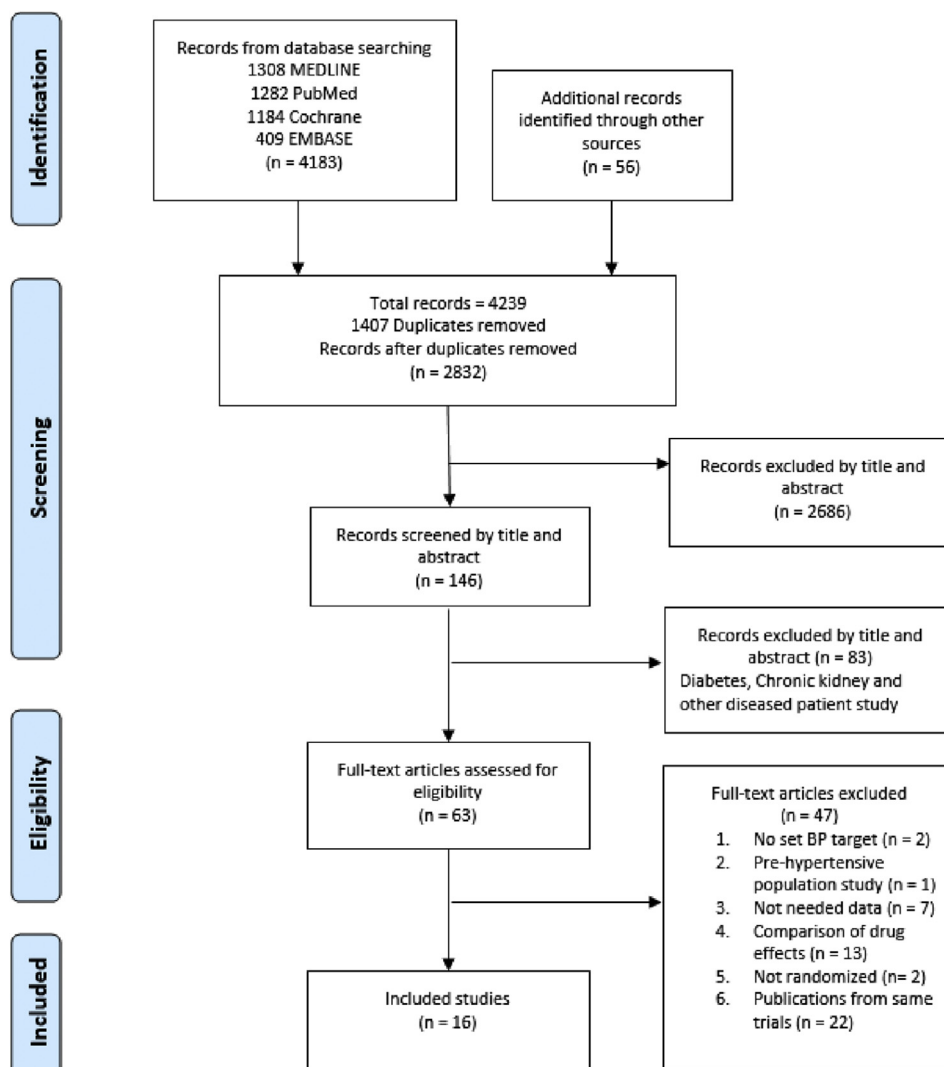 Identification
Records from database searching
1308 MEDLINE
1282 PubMed
1184 Cochrane
409 EMBASE
(n = 4183)
Additional records
identified through other
sources
(n = 56)
Screening
Total records = 4239
1407 Duplicates removed
Records after duplicates removed
(n = 2832)
Records excluded by title and
abstract
(n = 2686)
Records screened by title and
abstract
(n = 146)
Records excluded by title and
abstract (n = 83)
Diabetes, Chronic kidney and
other diseased patient study
Eligibility
Full-text articles assessed for
eligibility
(n = 63)
Full-text articles excluded
(n = 47)
1. No set BP target (n = 2)
2. Pre-hypertensive
population study (n = 1)
3. Not needed data (n = 7)
4. Comparison of drug
effects (n = 13)
5. Not randomized (n= 2)
6. Publications from same
trials (n = 22)
Included
Included studies
(n = 16)